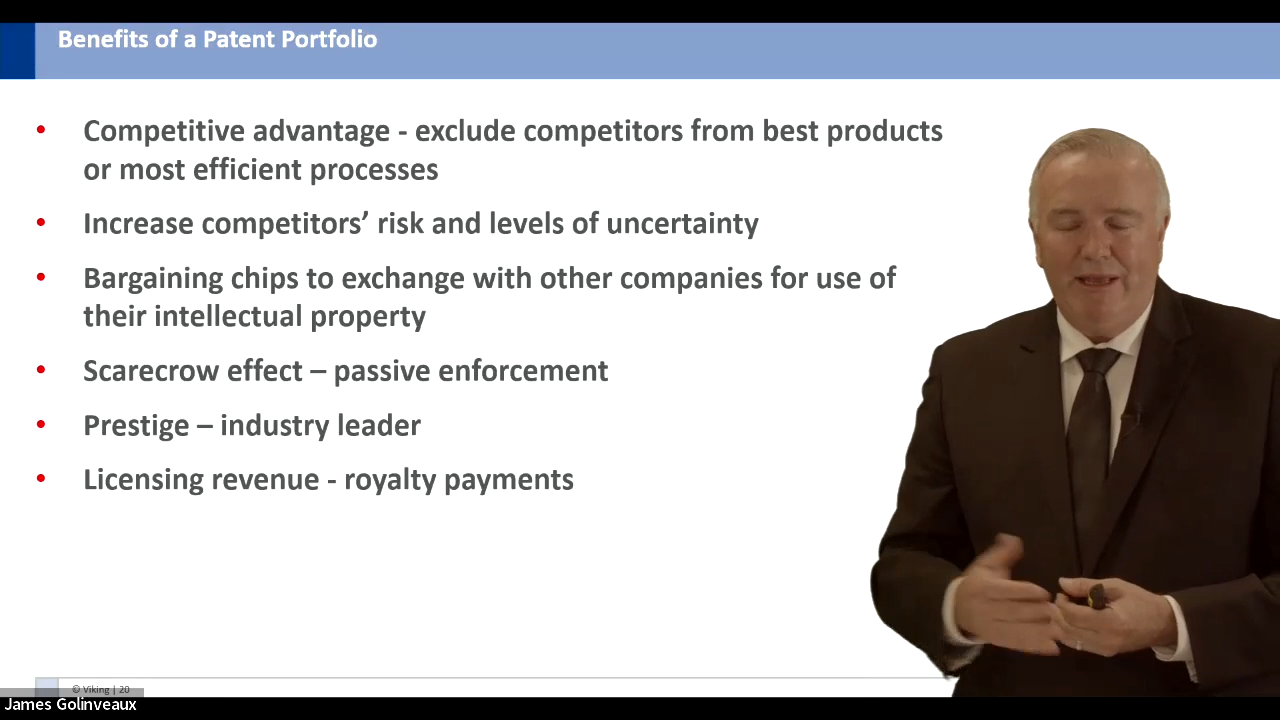 Benefits of a Patent Portfolio
• Competitive advantage - exclude competitors from best products
or most efficient processes
• Increase competitors’ risk and levels of uncertainty
• Bargaining chips to exchange with other companies for use of
their intellectual property
• Scarecrow effect – passive enforcement
• Prestige – industry leader
• Licensing revenue - royalty payments
© Viking | 20
James Golinveaux